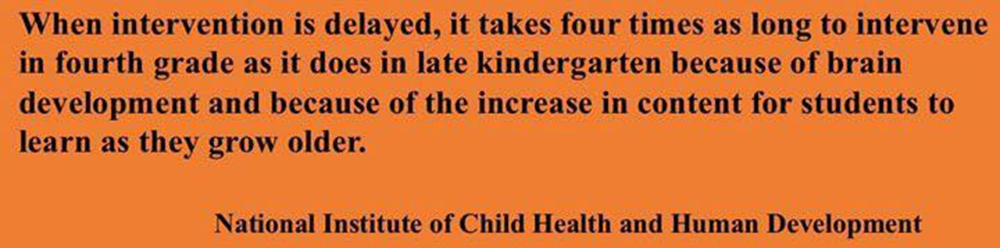 When intervention is delayed, it takes four times as long to intervene
in fourth grade as it does in late kindergarten because of brain
development and because of the increase in content for students to
learn as they grow older.
National Institute of Child Health and Human Development